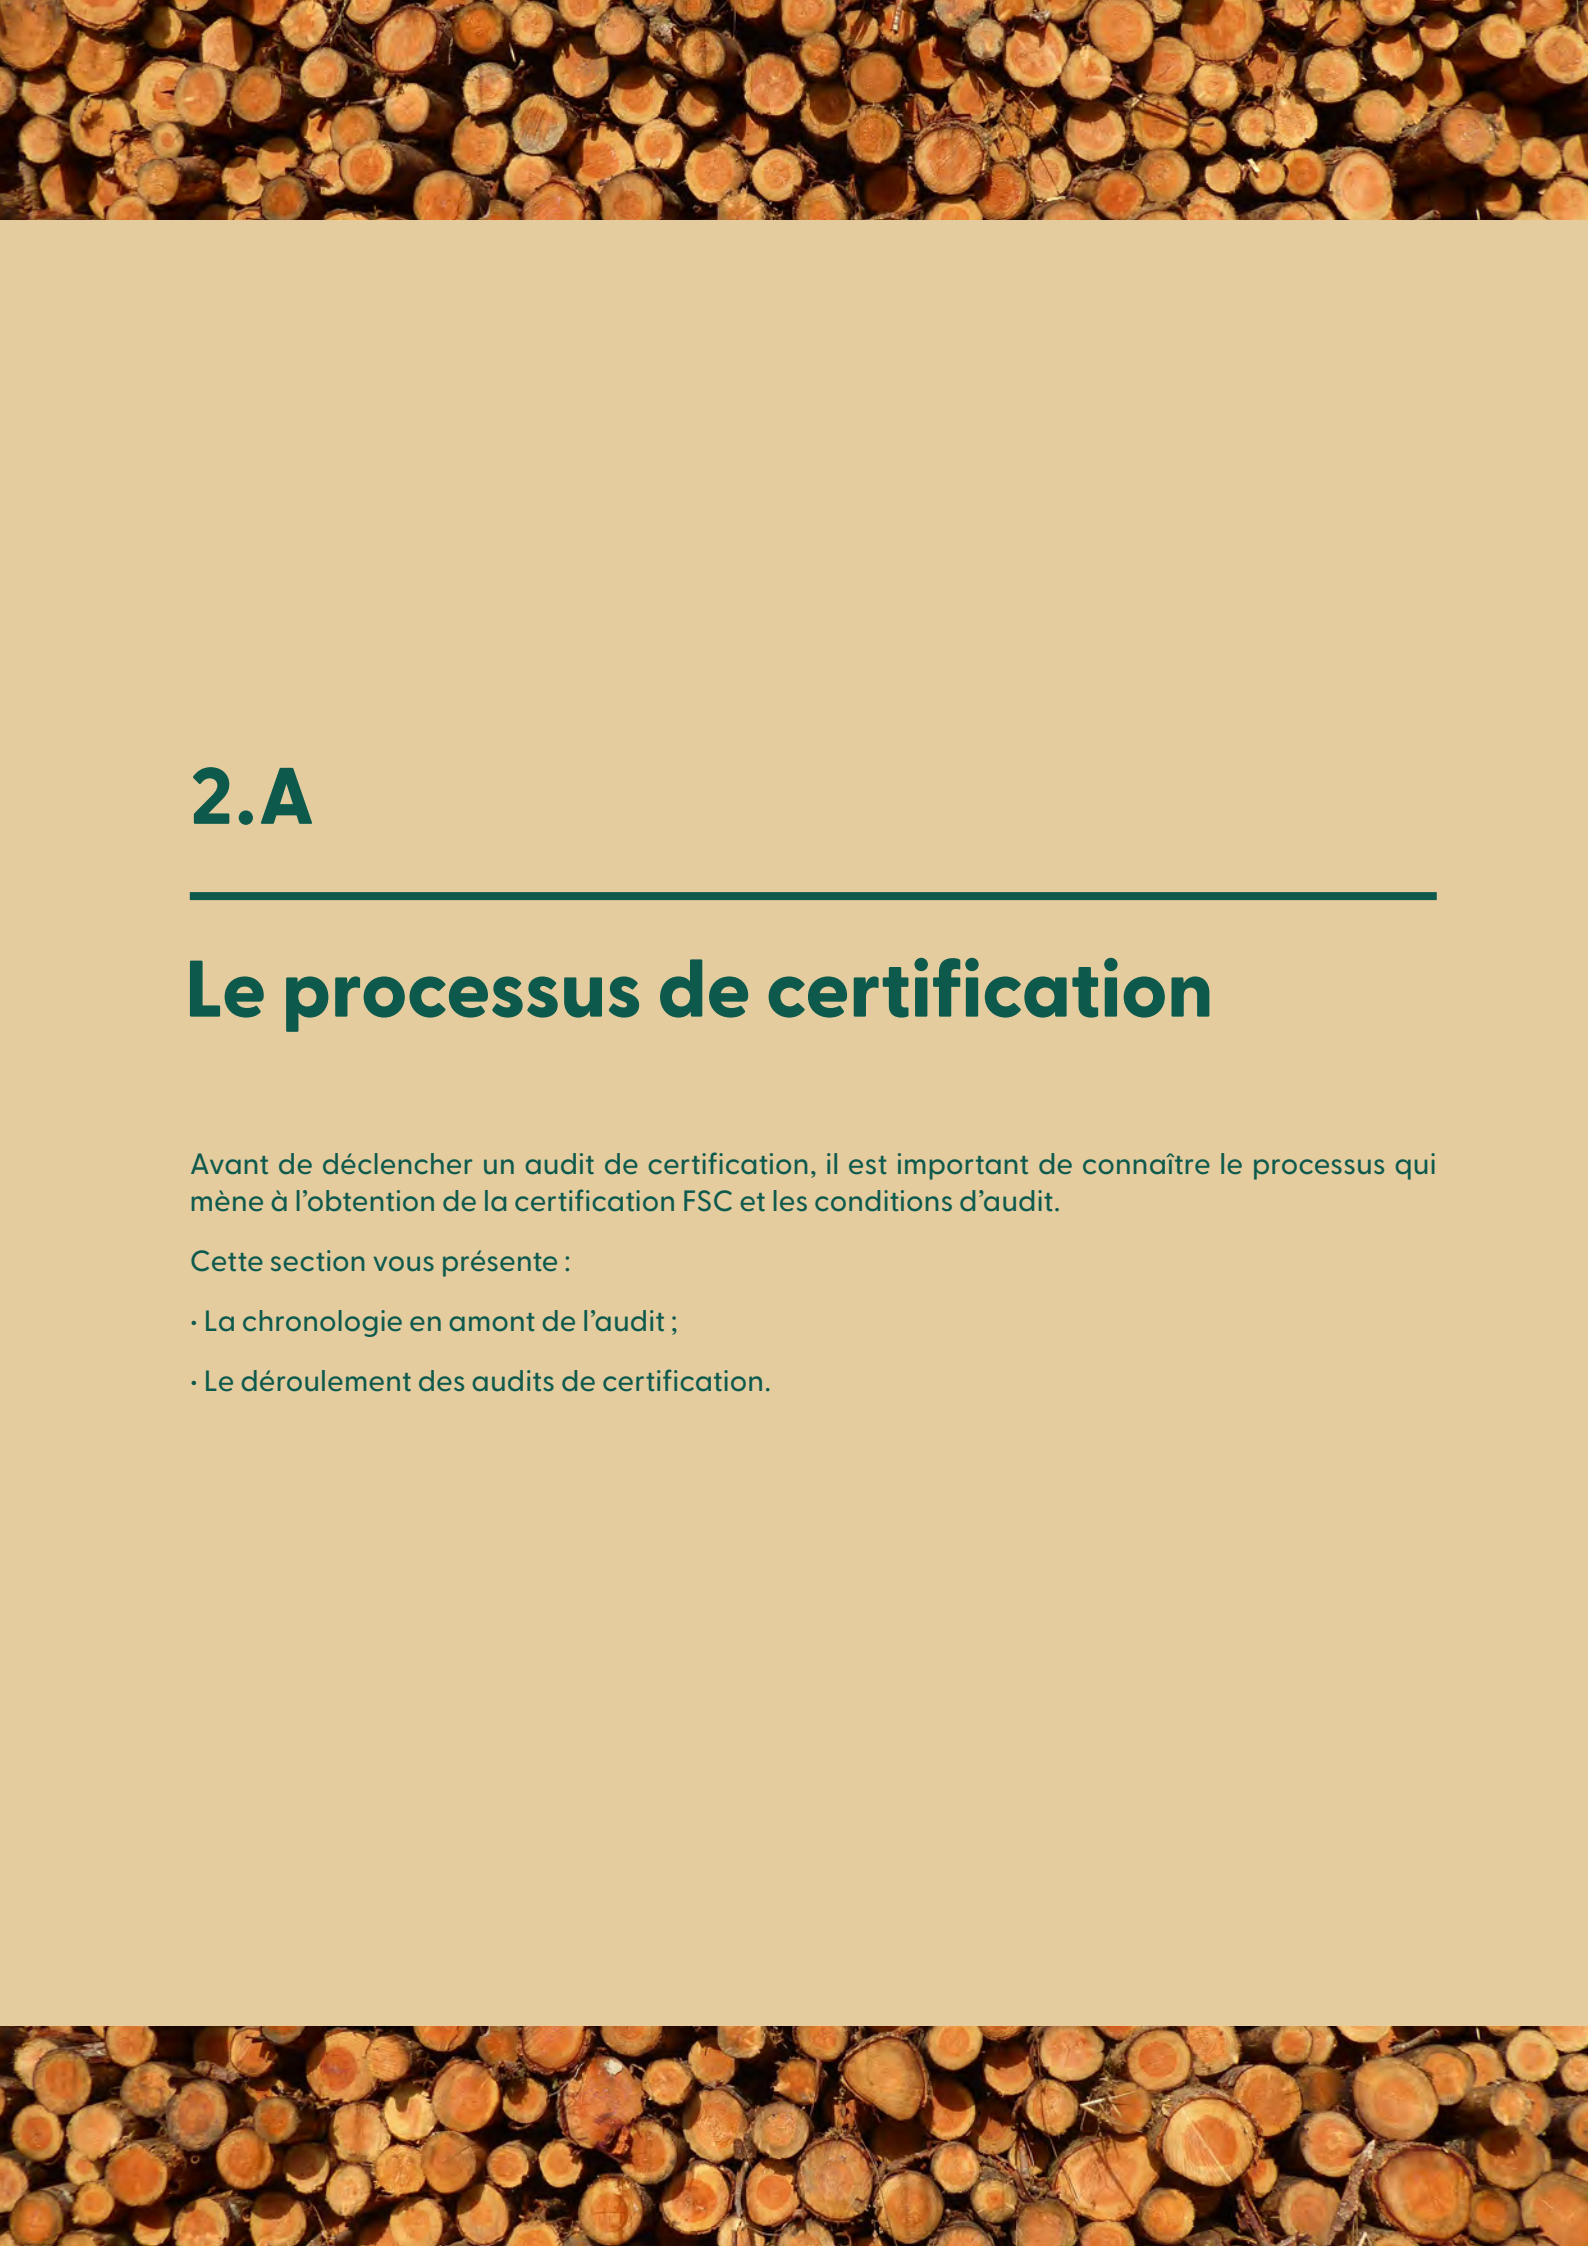 2.A
Le processus de certification
Avant de déclencher un audit de certification, il est important de connaître le processus qui
mène à l’obtention de la certification FSC et les conditions d’audit.
Cette section vous présente :
• La chronologie en amont de l’audit ;
• Le déroulement des audits de certification.